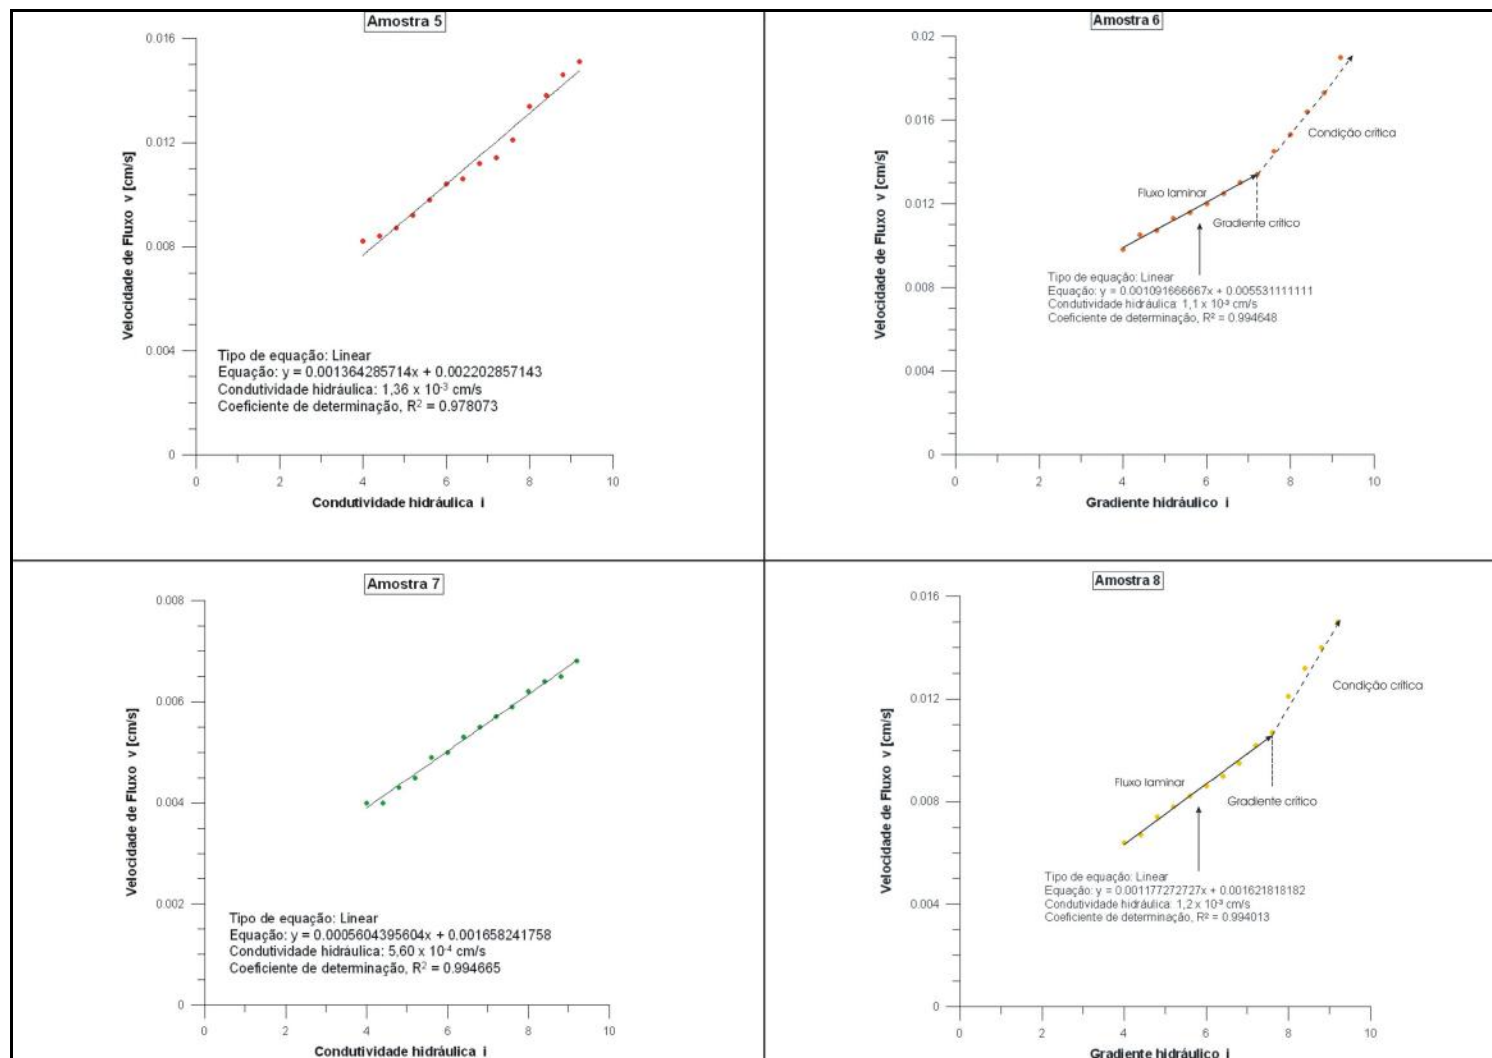 Amostra 5
0.016
0.012
0.008
0.004
0
Velocidade de Fluxo v [cm/s]
Tipo de equação: Linear
Equação: y = 0.001364285714x + 0.002202857143
Condutividade hidráulica: 1,36 x 10⁻³ cm/s
Coeficiente de determinação, R² = 0.978073
0 2 4 6 8 10
Condutividade hidráulica i
Amostra 6
0.02
0.016
0.012
0.008
0.004
0
Velocidade de Fluxo v [cm/s]
Condição crítica
Fluxo laminar
Gradiente crítico
Tipo de equação: Linear
Equação: y = 0.001091666667x + 0.005531111111
Condutividade hidráulica: 1,1 x 10⁻³ cm/s
Coeficiente de determinação, R² = 0.994648
0 2 4 6 8 10
Gradiente hidráulico i
Amostra 7
0.008
0.006
0.004
0.002
0
Velocidade de Fluxo v [cm/s]
Tipo de equação: Linear
Equação: y = 0.0005604395604x + 0.001658241758
Condutividade hidráulica: 5,60 x 10⁻⁴ cm/s
Coeficiente de determinação, R² = 0.994665
0 2 4 6 8 10
Condutividade hidráulica i
Amostra 8
0.016
0.012
0.008
0.004
0
Velocidade de Fluxo v [cm/s]
Condição crítica
Fluxo laminar
Gradiente crítico
Tipo de equação: Linear
Equação: y = 0.001177272727x + 0.001621818182
Condutividade hidráulica: 1,2 x 10⁻³ cm/s
Coeficiente de determinação, R² = 0.994013
0 2 4 6 8 10
Gradiente hidráulico i